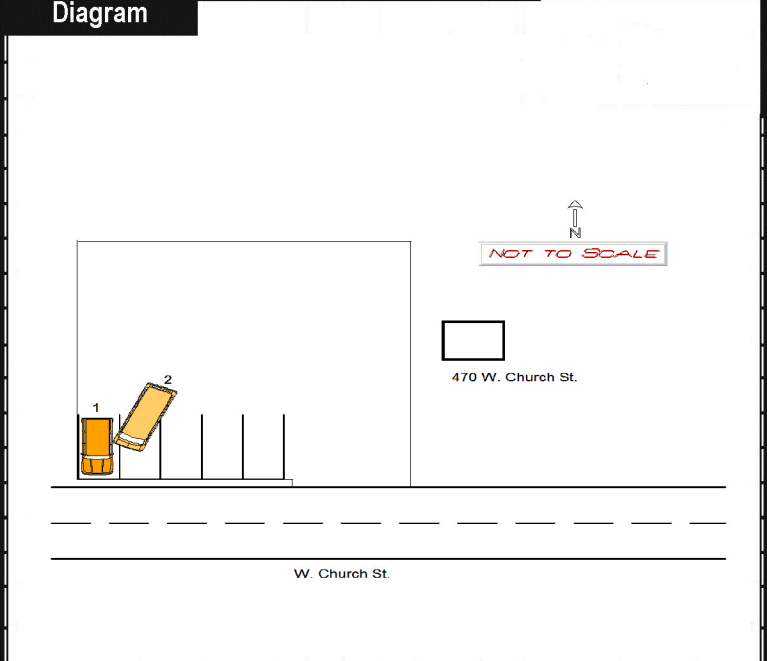 Diagram
N
NOT TO SCALE
470 W. Church St.
2
1
W. Church St.